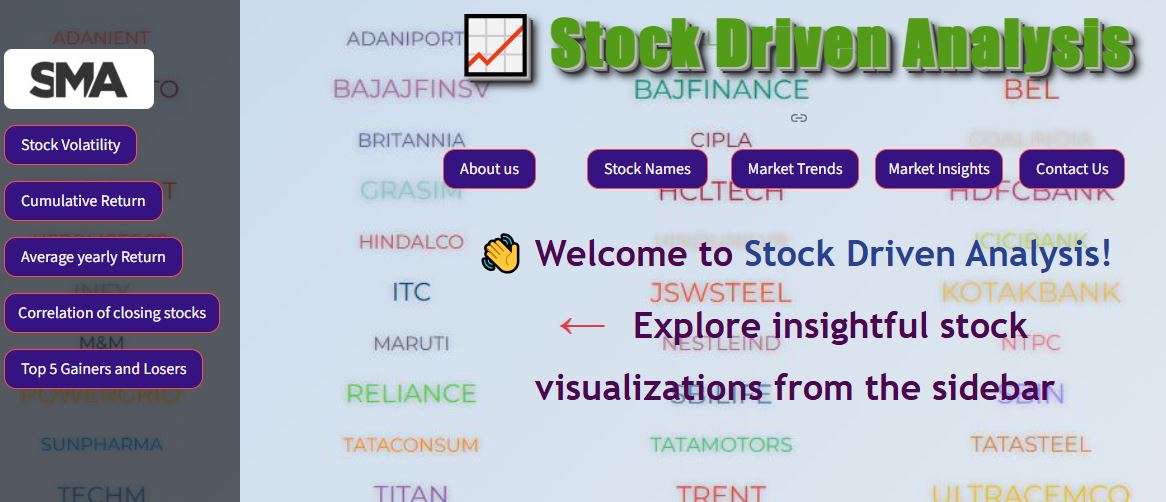 Stock Driven Analysis
SMA
Stock Volatility
Cumulative Return
Average yearly Return
Correlation of closing stocks
Top 5 Gainers and Losers
About us
Stock Names
Market Trends
Market Insights
Contact Us
👋 Welcome to Stock Driven Analysis!
← Explore insightful stock
visualizations from the sidebar
ADANIENT ADANIPORT
BAJAJFINSV BAJFINANCE BEL
BRITANNIA CIPLA COALINDIA
GRASIM HCLTECH HDFCBANK
HINDALCO ICICIBANK
ITC JSWSTEEL KOTAKBANK
M&M MARUTI NESTLEIND NTPC
POWERGRID RELIANCE SBILIFE SBIN
SUNPHARMA TATACONSUM TATAMOTORS TATASTEEL
TECHM TITAN TRENT ULTRACEMCO